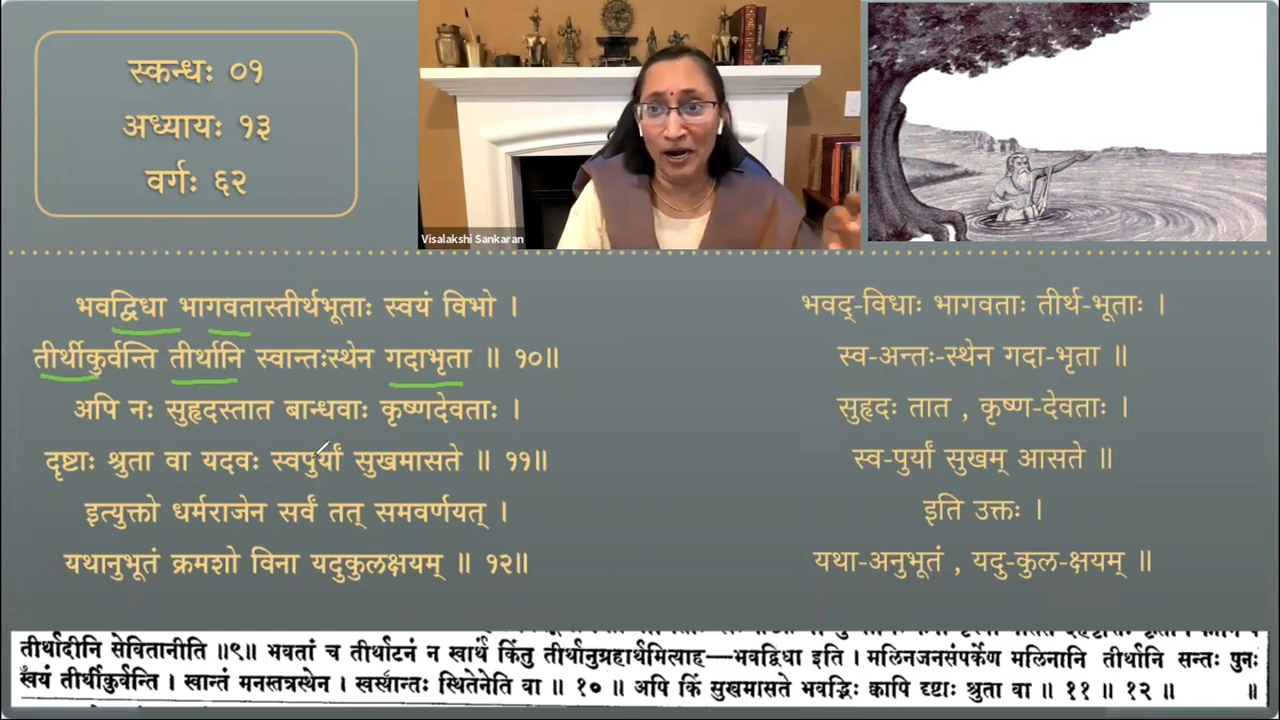 स्कन्धः ०१
अध्यायः १३
वर्गः ६२
Visalakshi Sankaran
भवद्विधा भागवतास्तीर्थभूताः स्वयं विभो ।
तीर्थीकुर्वन्ति तीर्थानि स्वान्तःस्थेन गदाभृता ॥ १०॥
अपि नः सुहृदस्तात बान्धवाः कृष्णदेवताः ।
दृष्टाः श्रुता वा यदवः स्वपुर्यां सुखमासते ॥ ११॥
इत्युक्तो धर्मराजेन सर्वं तत् समवर्णयत् ।
यथानुभूतं क्रमशो विना यदुकुलक्षयम् ॥ १२॥
भवद्-विधाः भागवताः तीर्थ-भूताः ।
स्व-अन्तः-स्थेन गदा-भृता ॥
सुहृदः तात , कृष्ण-देवताः ।
स्व-पुर्यां सुखम् आसते ॥
इति उक्तः ।
यथा-अनुभूतं , यदु-कुल-क्षयम् ॥
तीर्थादीनि सेवितानीति ॥९॥ भवतां च तीर्थाटनं न स्वार्थं किंतु तीर्थानुग्रहार्थमित्याह—भवद्विधा इति । मलिनजनसंपर्केण मलिनानि तीर्थानि सन्तः पुनः
स्वयं तीर्थीकुर्वन्ति । स्वान्तं मनस्तत्रस्थेन । स्वस्यान्तः स्थितेनेति वा ॥ १० ॥ अपि किं सुखमासते भवद्भिः क्वापि दृष्टाः श्रुता वा ॥ ११ ॥ १२ ॥ ॥